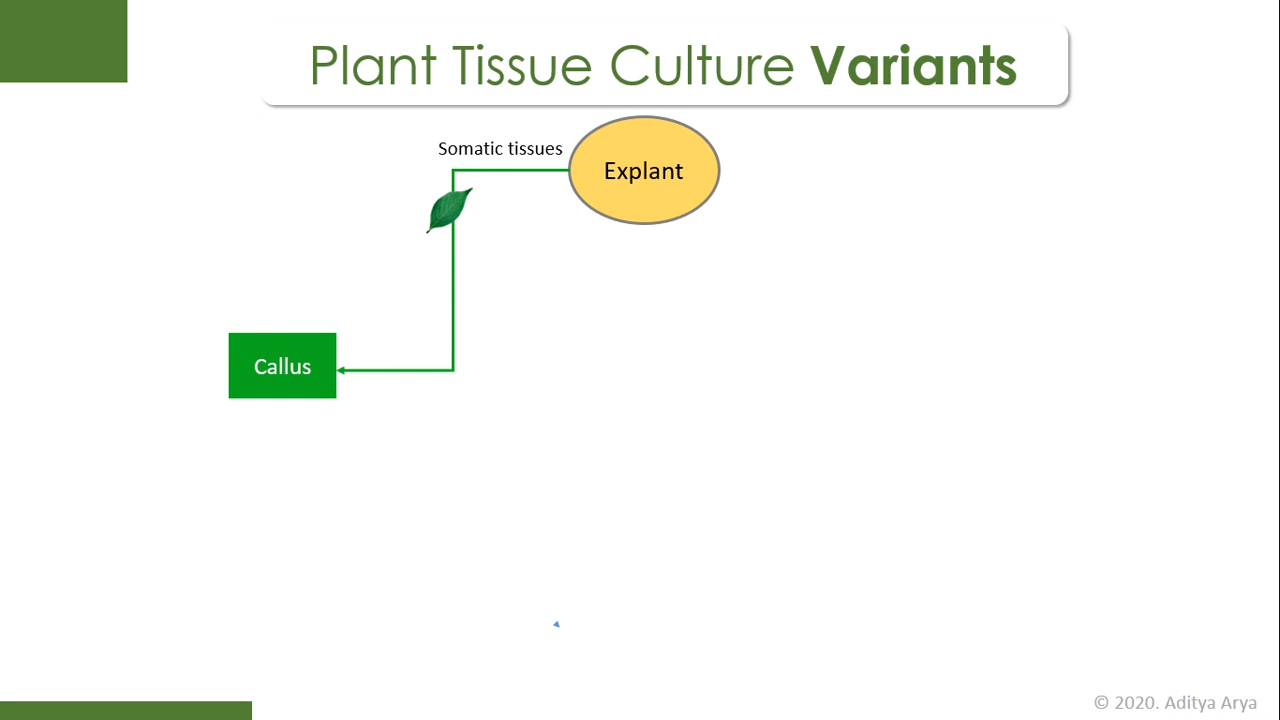 Plant Tissue Culture Variants
Somatic tissues
Explant
Callus
© 2020. Aditya Arya